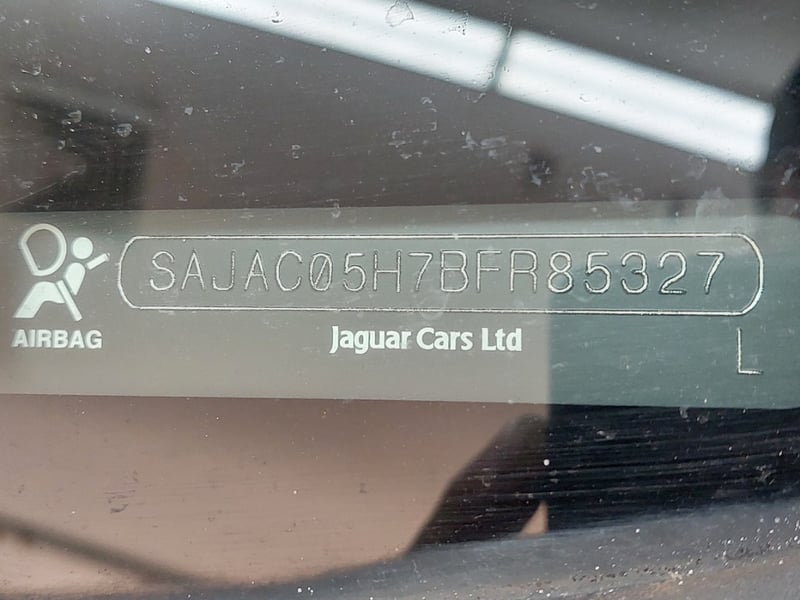 SAJAC05H7BFR85327
AIRBAG
Jaguar Cars Ltd
L